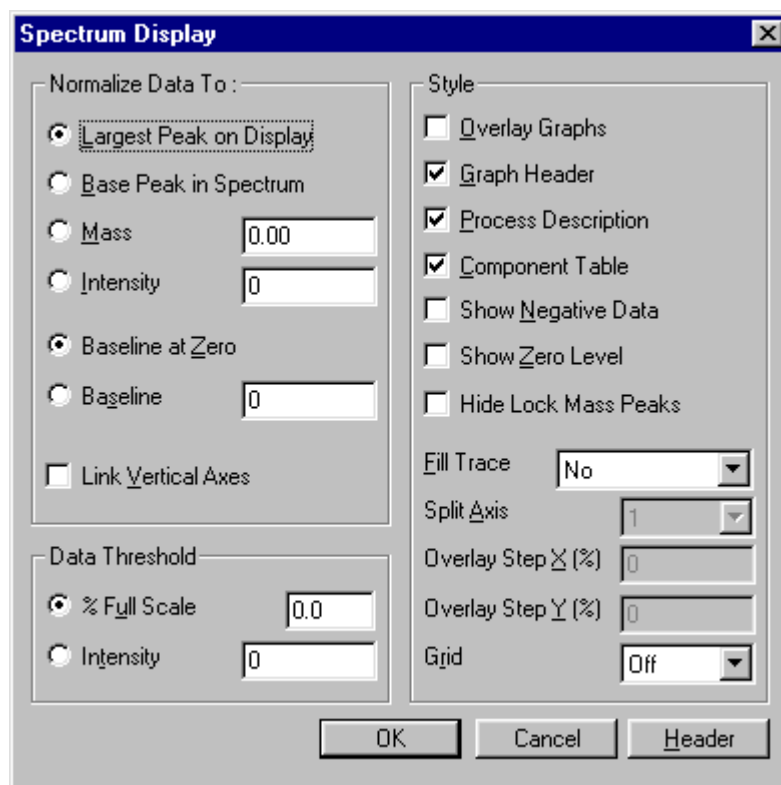 Spectrum Display
Normalize Data To :
Largest Peak on Display
Base Peak in Spectrum
Mass 0.00
Intensity 0
Baseline at Zero
Baseline 0
Link Vertical Axes
Data Threshold
% Full Scale 0.0
Intensity 0
Style
Overlay Graphs
Graph Header
Process Description
Component Table
Show Negative Data
Show Zero Level
Hide Lock Mass Peaks
Fill Trace No
Split Axis 1
Overlay Step X (%) 0
Overlay Step Y (%) 0
Grid Off
OK Cancel Header